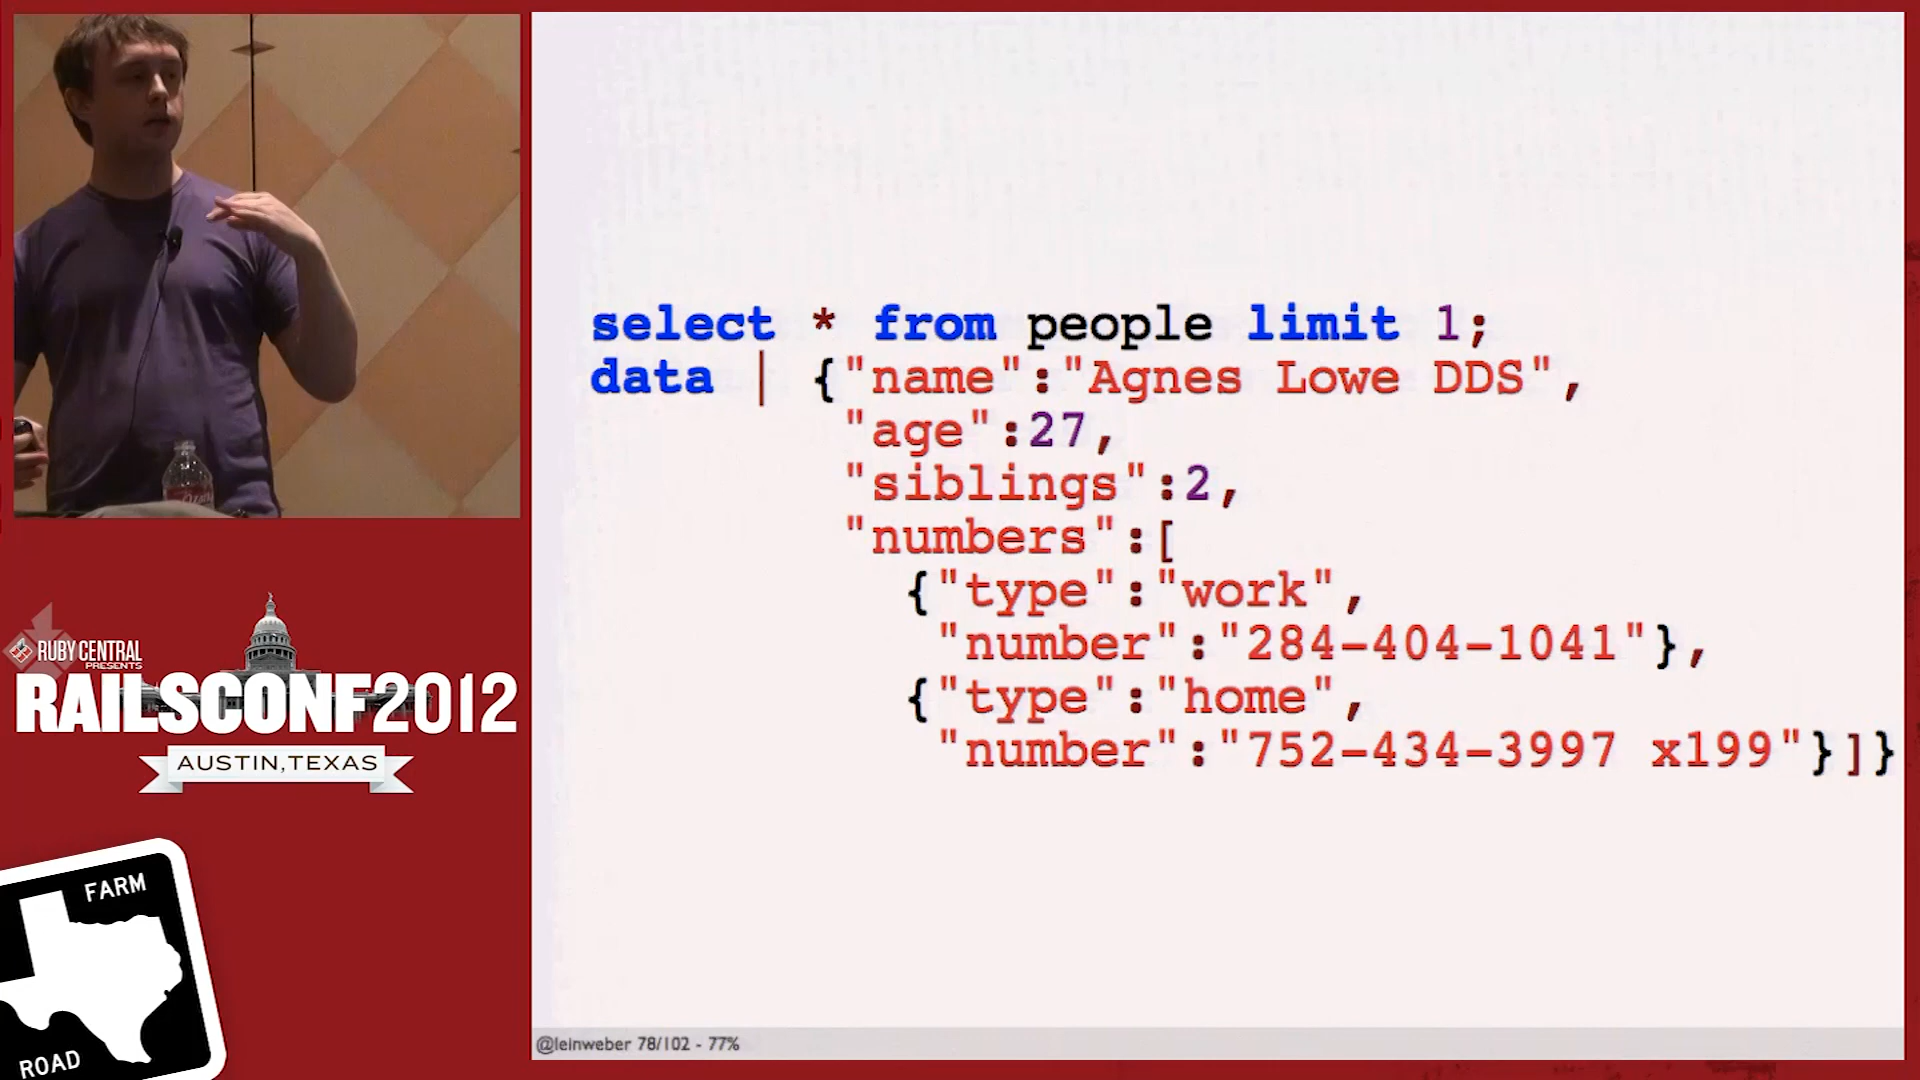 select * from people limit 1;
data | {"name":"Agnes Lowe DDS",
"age":27,
"siblings":2,
"numbers":[
{"type":"work",
"number":"284-404-1041"},
{"type":"home",
"number":"752-434-3997 x199"}]}
@leinweber 78/102 - 77%
RUBY CENTRAL
PRESENTS
RAILSCONF2012
AUSTIN, TEXAS
FARM
ROAD